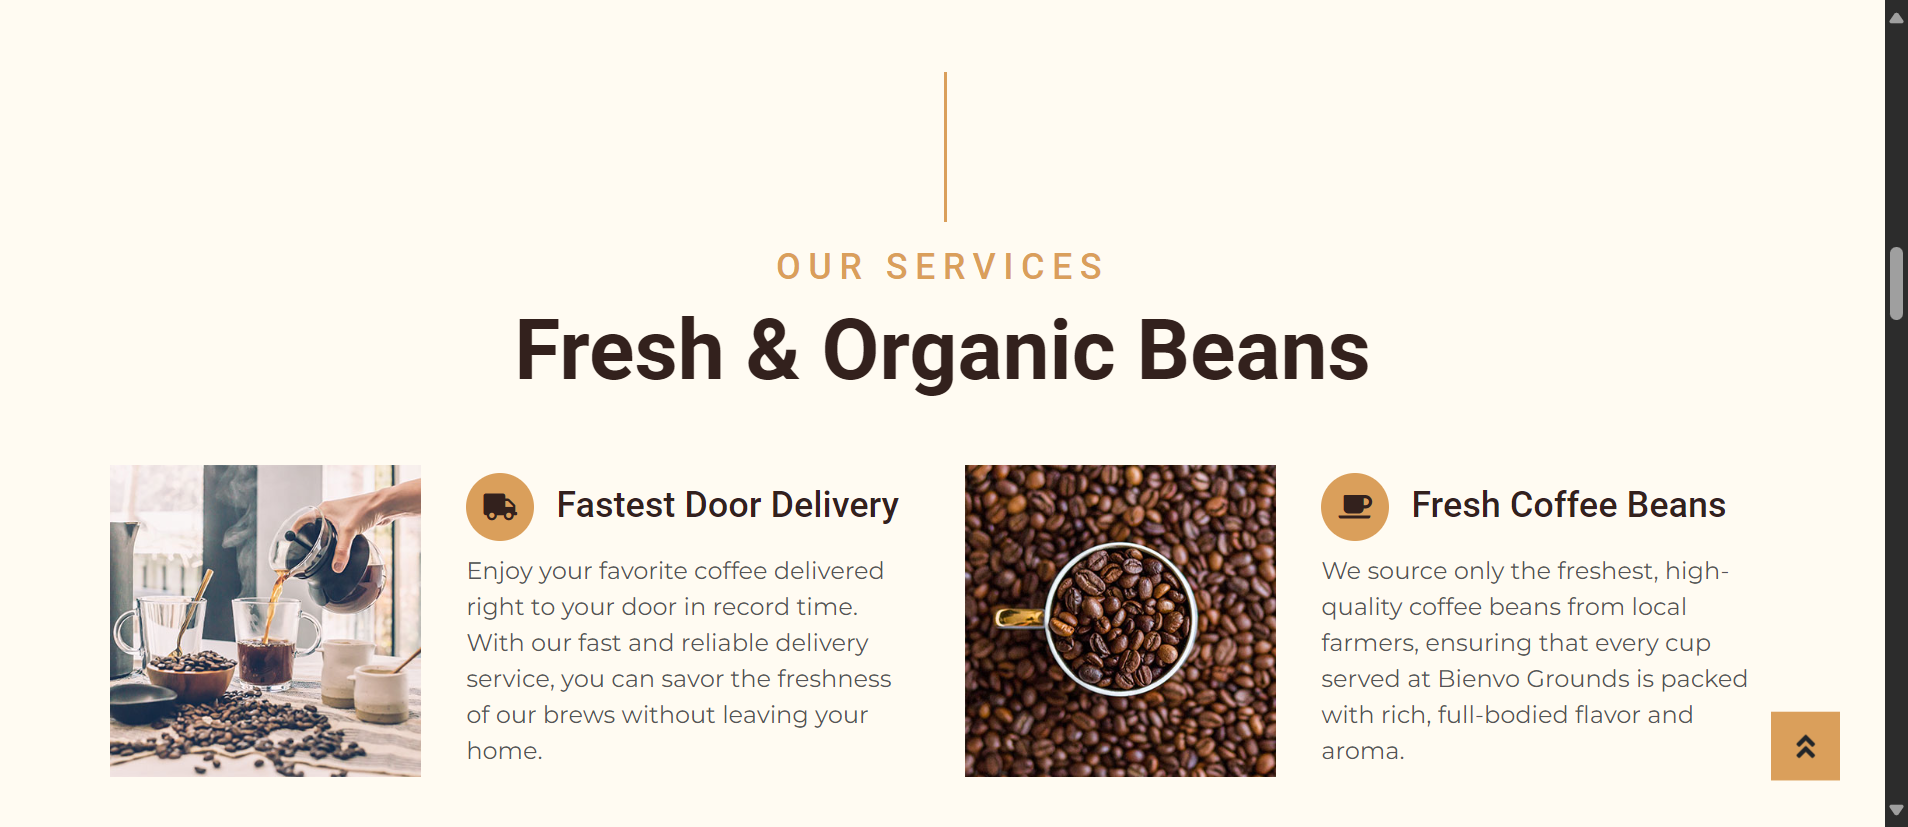 OUR SERVICES
Fresh & Organic Beans
Fastest Door Delivery
Enjoy your favorite coffee delivered
right to your door in record time.
With our fast and reliable delivery
service, you can savor the freshness
of our brews without leaving your
home.
Fresh Coffee Beans
We source only the freshest, high-
quality coffee beans from local
farmers, ensuring that every cup
served at Bienvo Grounds is packed
with rich, full-bodied flavor and
aroma.